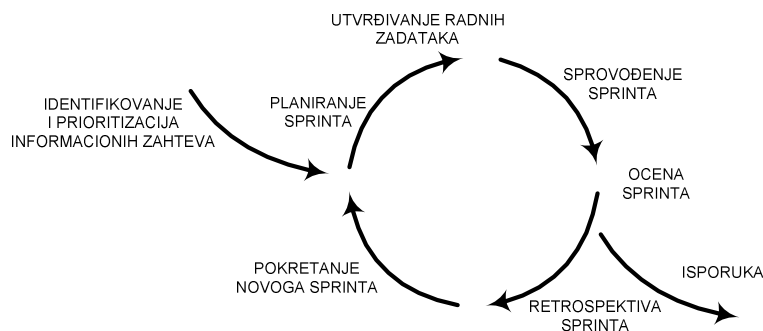 UTVRĐIVANJE RADNIH
ZADATAKA
SPROVOĐENJE
SPRINTA
PLANIRANJE
SPRINTA
IDENTIFIKOVANJE
I PRIORITIZACIJA
INFORMACIONIH ZAHTEVA
OCENA
SPRINTA
POKRETANJE
NOVOGA SPRINTA
ISPORUKA
RETROSPEKTIVA
SPRINTA